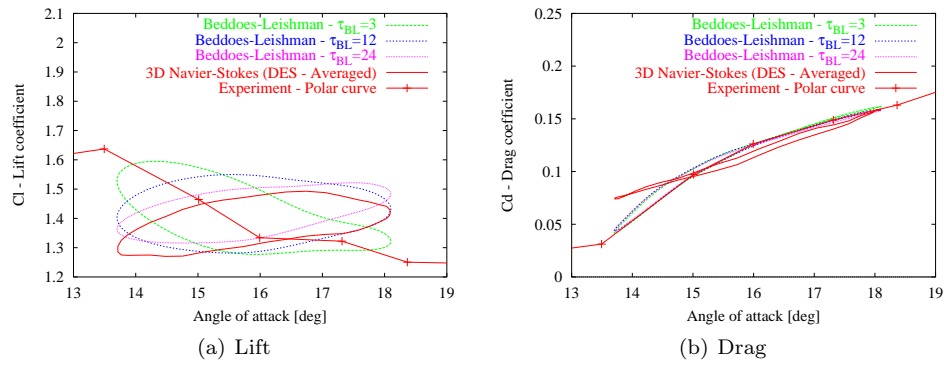 Beddoes-Leishman - τBL=3
Beddoes-Leishman - τBL=12
Beddoes-Leishman - τBL=24
3D Navier-Stokes (DES - Averaged)
Experiment - Polar curve
2.1
2
1.9
1.8
1.7
1.6
1.5
1.4
1.3
1.2
Cl - Lift coefficient
13 14 15 16 17 18 19
Angle of attack [deg]
(a) Lift
Beddoes-Leishman - τBL=3
Beddoes-Leishman - τBL=12
Beddoes-Leishman - τBL=24
3D Navier-Stokes (DES - Averaged)
Experiment - Polar curve
0.25
0.2
0.15
0.1
0.05
0
Cd - Drag coefficient
13 14 15 16 17 18 19
Angle of attack [deg]
(b) Drag